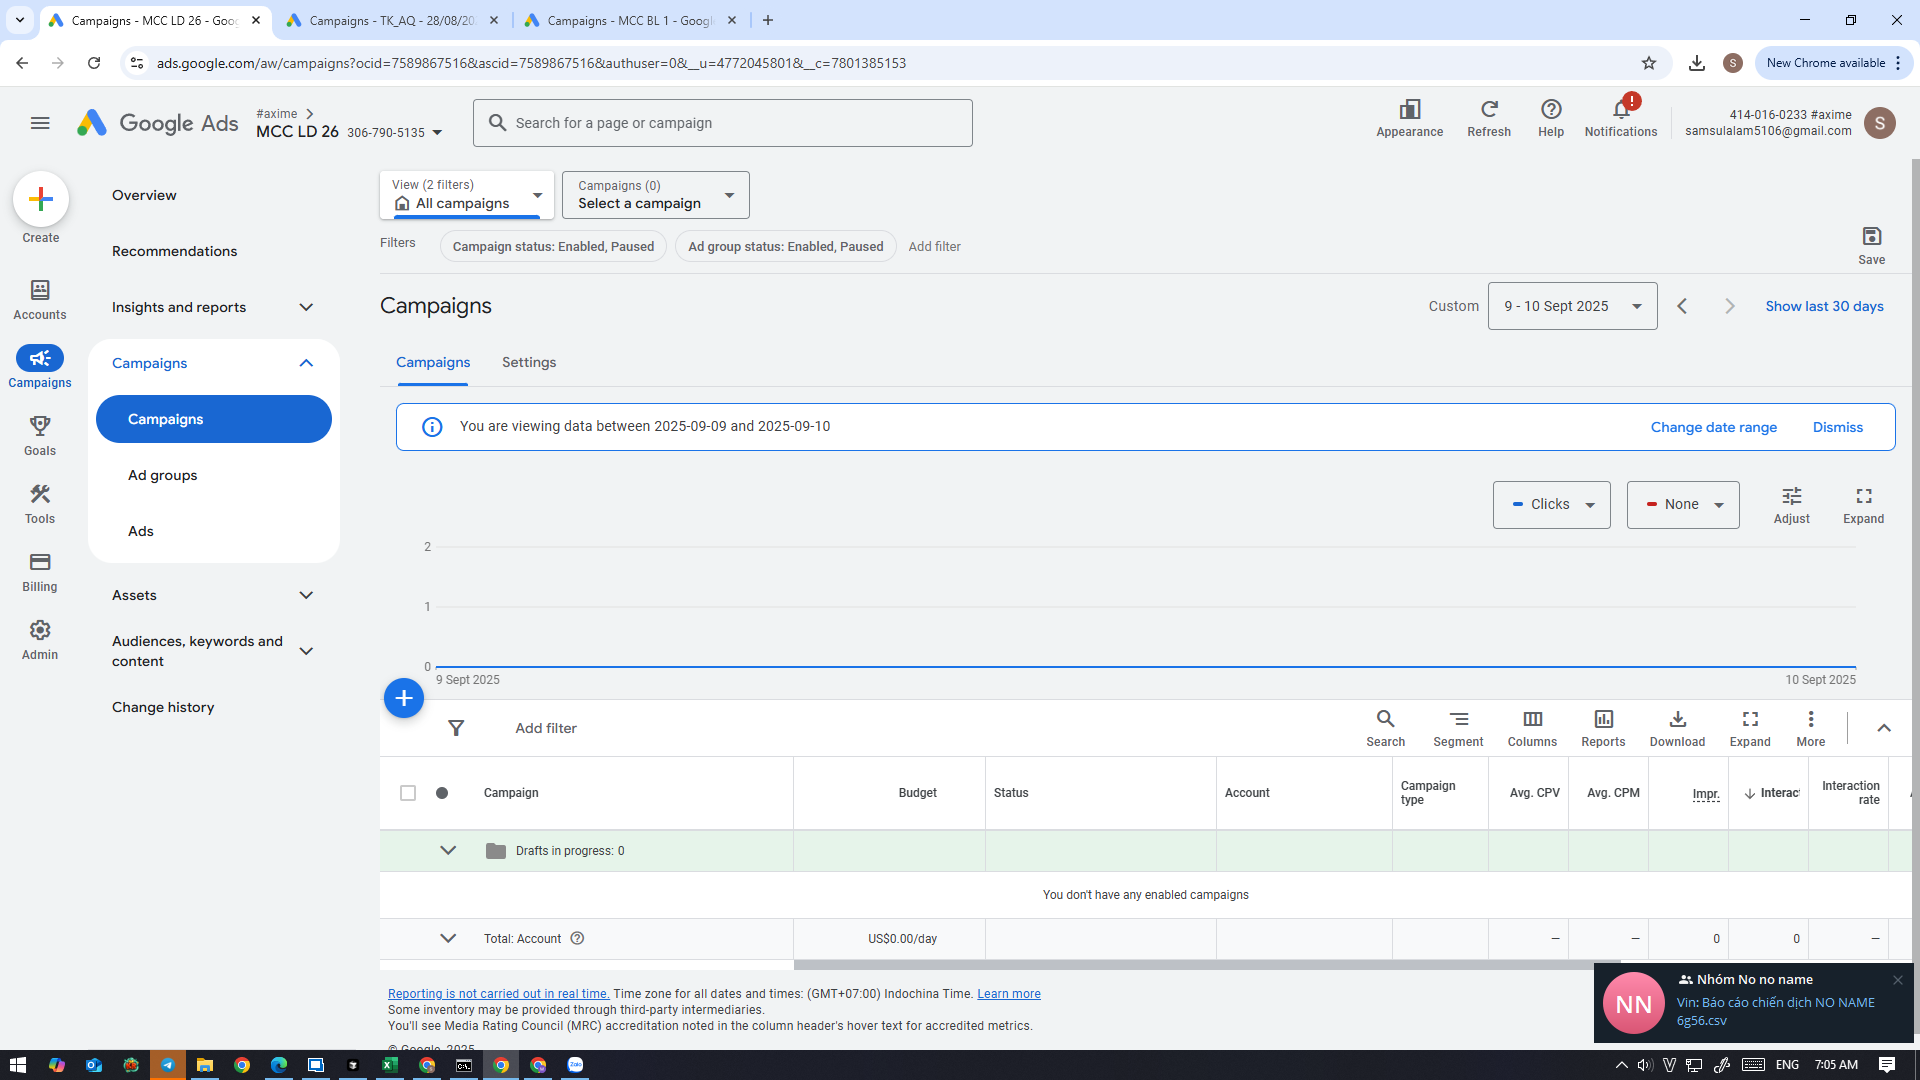 Campaigns - MCC LD 26 - Goog
Campaigns - TK_AQ - 28/08/20
Campaigns - MCC BL 1 - Google
ads.google.com/aw/campaigns?ocid=7589867516&ascid=7589867516&authuser=0&__u=4772045801&__c=7801385153
S
New Chrome available
Google Ads
#axime
MCC LD 26 306-790-5135
Search for a page or campaign
Appearance
Refresh
Help
!
Notifications
414-016-0233 #axime
samsulalam5106@gmail.com
S
Create
Accounts
Campaigns
Goals
Tools
Billing
Admin
Overview
Recommendations
Insights and reports
Campaigns
Campaigns
Ad groups
Ads
Assets
Audiences, keywords and
content
Change history
View (2 filters)
All campaigns
Campaigns (0)
Select a campaign
Filters
Campaign status: Enabled, Paused
Ad group status: Enabled, Paused
Add filter
Save
Campaigns
Custom
9 - 10 Sept 2025
Show last 30 days
Campaigns
Settings
You are viewing data between 2025-09-09 and 2025-09-10
Change date range
Dismiss
Clicks
None
Adjust
Expand
2
1
0
9 Sept 2025
10 Sept 2025
Add filter
Search
Segment
Columns
Reports
Download
Expand
More
Campaign
Budget
Status
Account
Campaign
type
Avg. CPV
Avg. CPM
Impr.
Interac
Interaction
rate
Drafts in progress: 0
You don't have any enabled campaigns
Total: Account
US$0.00/day
—
—
0
0
—
Reporting is not carried out in real time. Time zone for all dates and times: (GMT+07:00) Indochina Time. Learn more
Some inventory may be provided through third-party intermediaries.
You'll see Media Rating Council (MRC) accreditation noted in the column header's hover text for accredited metrics.
© Google, 2025
NN
Nhóm No no name
Vin: Báo cáo chiến dịch NO NAME
6g56.csv
Zalo
ENG
7:05 AM